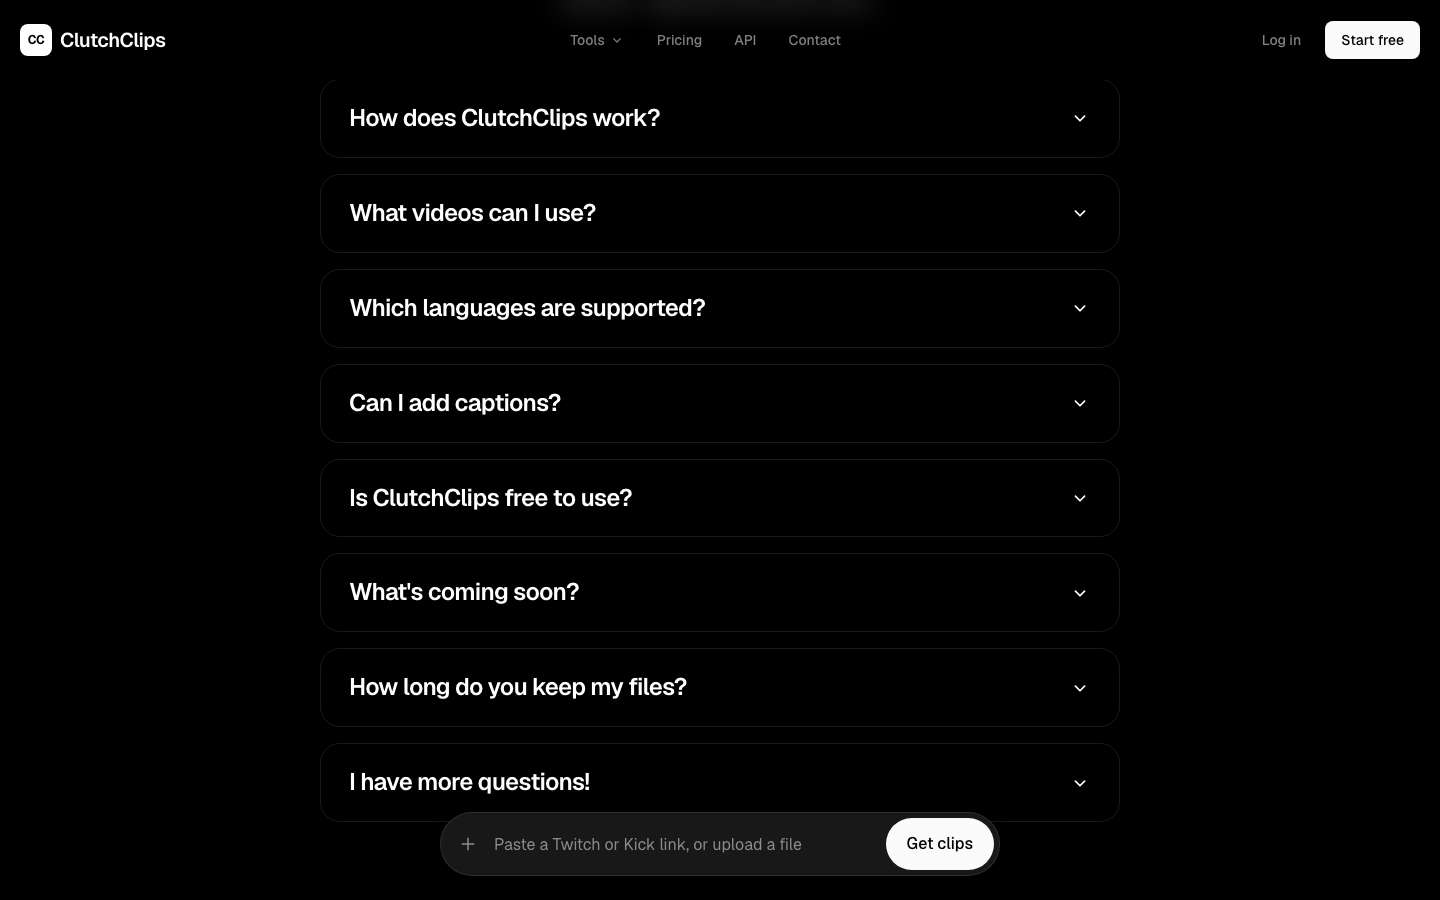 CC ClutchClips Tools Pricing API Contact Log in Start free
How does ClutchClips work?
What videos can I use?
Which languages are supported?
Can I add captions?
Is ClutchClips free to use?
What's coming soon?
How long do you keep my files?
I have more questions!
Paste a Twitch or Kick link, or upload a file Get clips